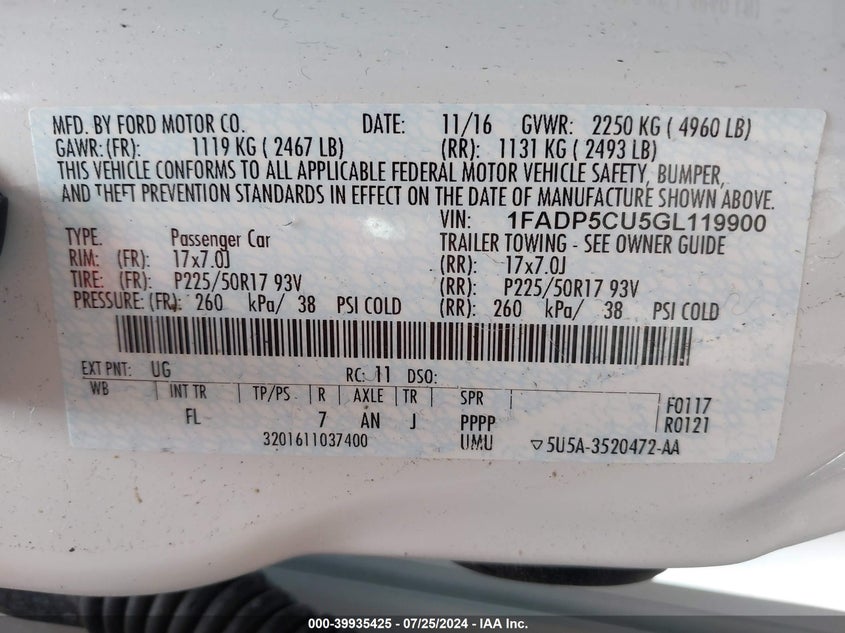 MFD. BY FORD MOTOR CO. DATE: 11/16 GVWR: 2250 KG ( 4960 LB)
GAWR: (FR): 1119 KG ( 2467 LB) (RR): 1131 KG ( 2493 LB)
THIS VEHICLE CONFORMS TO ALL APPLICABLE FEDERAL MOTOR VEHICLE SAFETY, BUMPER,
AND THEFT PREVENTION STANDARDS IN EFFECT ON THE DATE OF MANUFACTURE SHOWN ABOVE.
VIN: 1FADP5CU5GL119900
TYPE: Passenger Car TRAILER TOWING - SEE OWNER GUIDE
RIM: (FR): 17x7.0J (RR): 17x7.0J
TIRE: (FR): P225/50R17 93V (RR): P225/50R17 93V
PRESSURE: (FR): 260 kPa/ 38 PSI COLD (RR): 260 kPa/ 38 PSI COLD
EXT PNT: UG RC: 11 DSO:
WB INT TR TP/PS R AXLE TR SPR
FL 7 AN J PPPP F0117
R0121
3201611037400 UMU ▽5U5A-3520472-AA
000-39935425 - 07/25/2024 - IAA Inc.